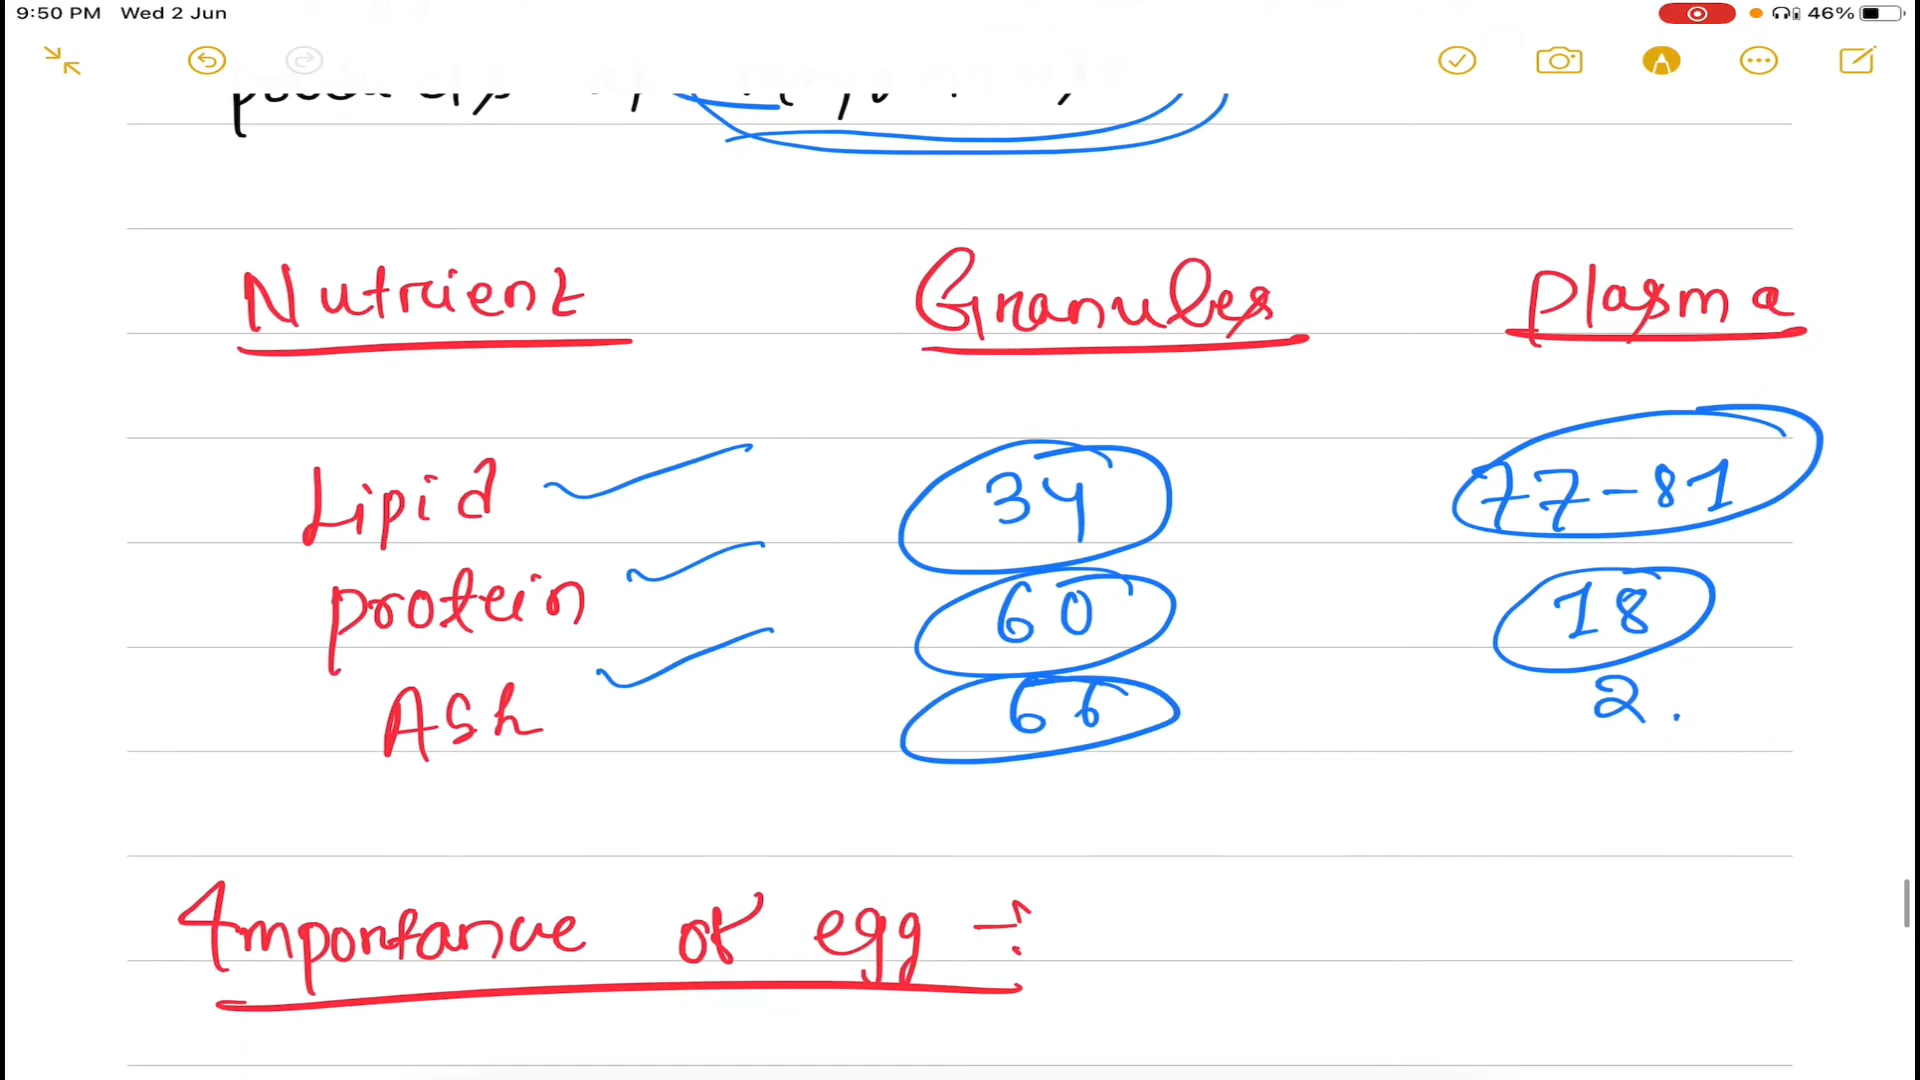 9:50 PM Wed 2 Jun 46%
Nutrient Granules Plasma
Lipid 34 77-81
protein 60 18
Ash 66 2.
Importance of egg -: